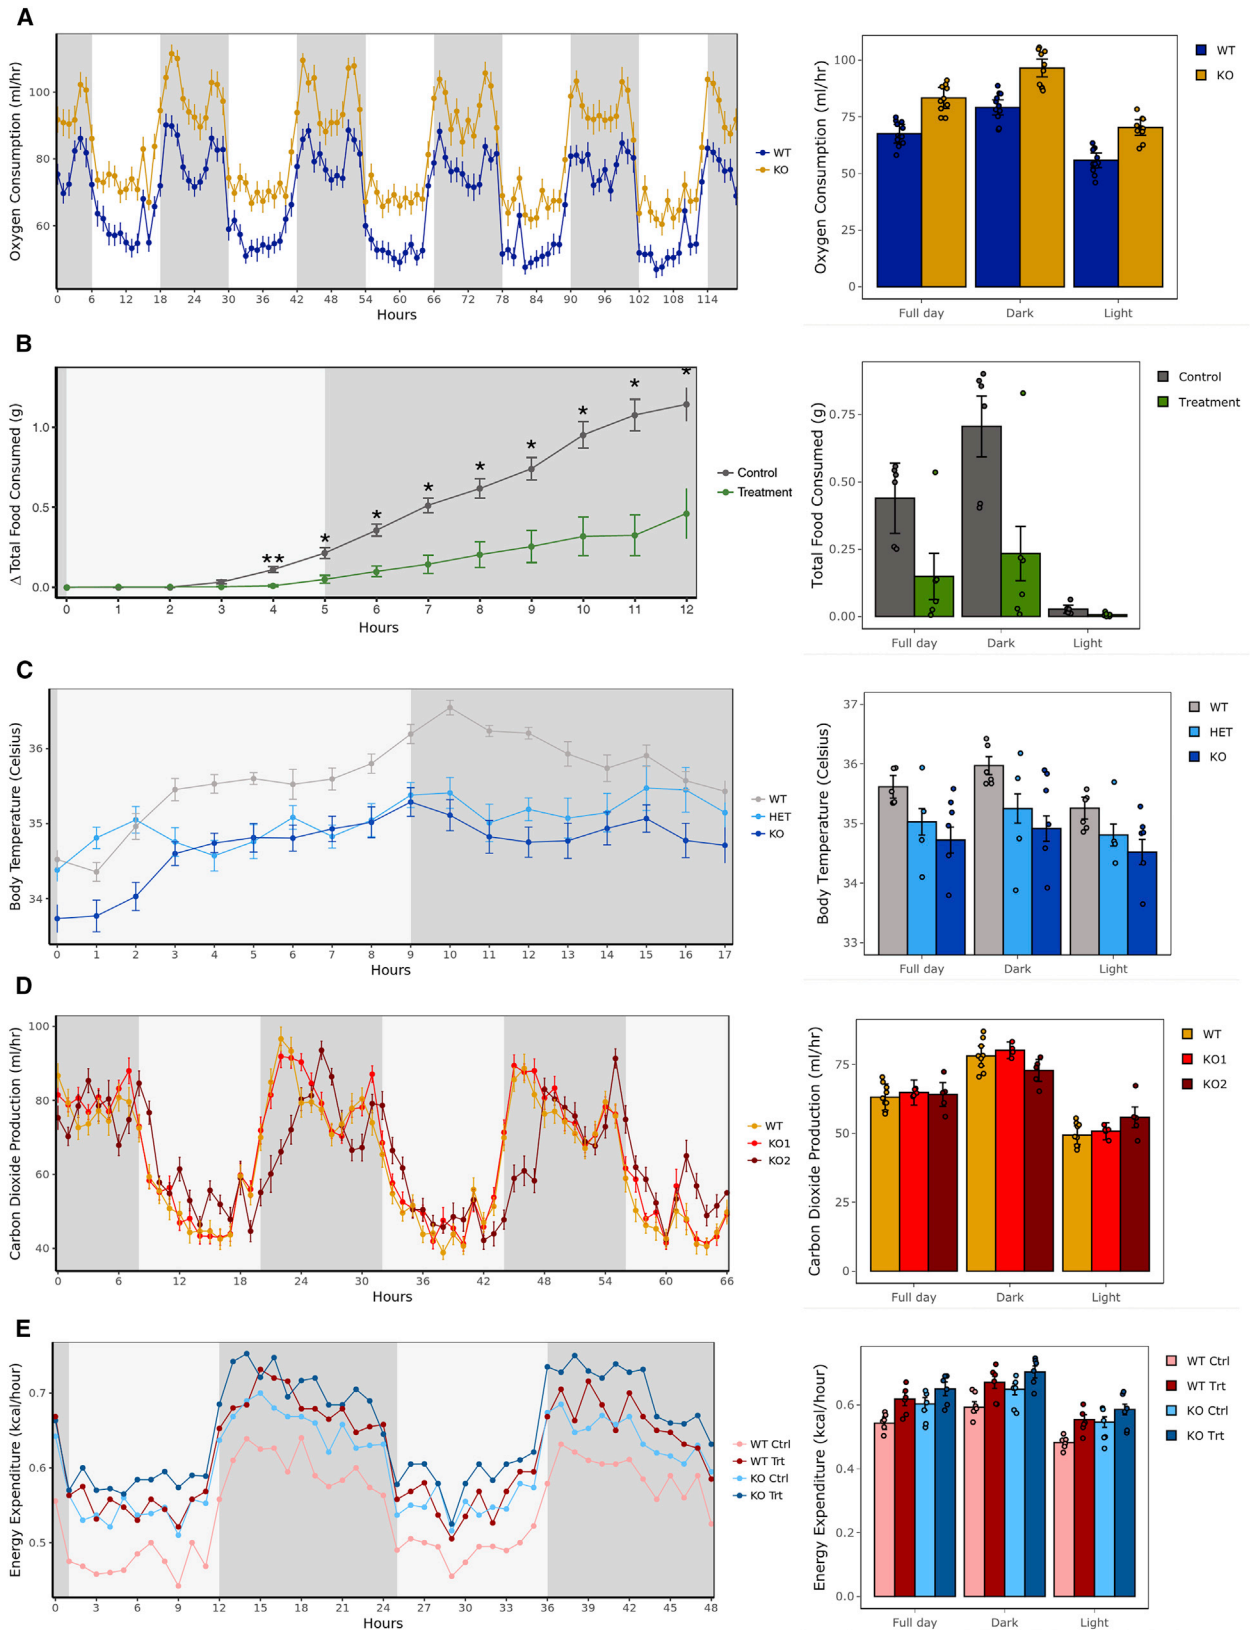 A
Oxygen Consumption (ml/hr)
100
80
60
0 6 12 18 24 30 36 42 48 54 60 66 72 78 84 90 96 102 108 114
Hours
WT
KO
Oxygen Consumption (ml/hr)
100
75
50
25
0
Full day Dark Light
WT
KO
B
Δ Total Food Consumed (g)
1.0
0.5
0.0
** * * * * * * * *
0 1 2 3 4 5 6 7 8 9 10 11 12
Hours
Control
Treatment
Total Food Consumed (g)
0.75
0.50
0.25
0.00
Full day Dark Light
Control
Treatment
C
Body Temperature (Celsius)
36
35
34
0 1 2 3 4 5 6 7 8 9 10 11 12 13 14 15 16 17
Hours
WT
HET
KO
Body Temperature (Celsius)
37
36
35
34
33
Full day Dark Light
WT
HET
KO
D
Carbon Dioxide Production (ml/hr)
100
80
60
40
0 6 12 18 24 30 36 42 48 54 60 66
Hours
WT
KO1
KO2
Carbon Dioxide Production (ml/hr)
75
50
25
0
Full day Dark Light
WT
KO1
KO2
E
Energy Expenditure (kcal/hour)
0.7
0.6
0.5
0 3 6 9 12 15 18 21 24 27 30 33 36 39 42 45 48
Hours
WT Ctrl
WT Trt
KO Ctrl
KO Trt
Energy Expenditure (kcal/hour)
0.6
0.4
0.2
0.0
Full day Dark Light
WT Ctrl
WT Trt
KO Ctrl
KO Trt